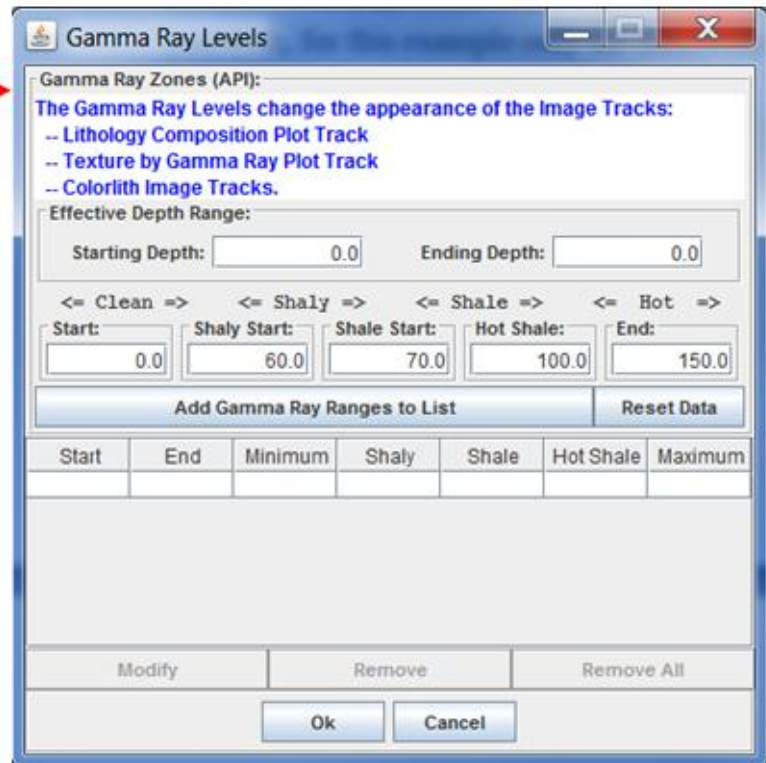 Gamma Ray Levels
Gamma Ray Zones (API):
The Gamma Ray Levels change the appearance of the Image Tracks:
-- Lithology Composition Plot Track
-- Texture by Gamma Ray Plot Track
-- Colorlith Image Tracks.
Effective Depth Range:
Starting Depth: 0.0 Ending Depth: 0.0
<= Clean => <= Shaly => <= Shale => <= Hot =>
Start: Shaly Start: Shale Start: Hot Shale: End:
0.0 60.0 70.0 100.0 150.0
Add Gamma Ray Ranges to List Reset Data
Start End Minimum Shaly Shale Hot Shale Maximum
Modify Remove Remove All
Ok Cancel